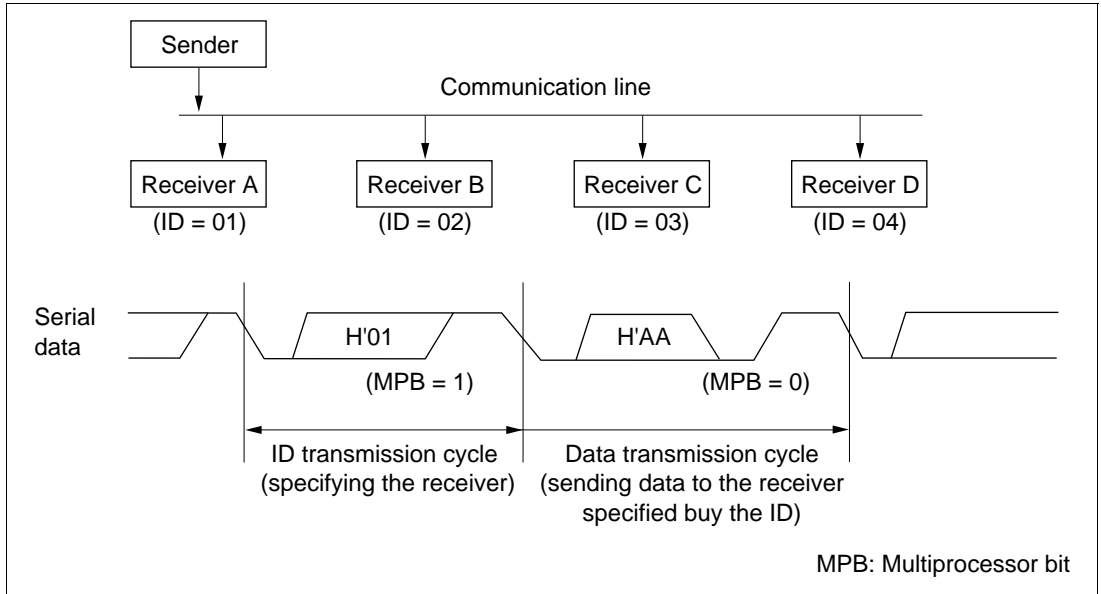 Sender
Communication line
Receiver A
Receiver B
Receiver C
Receiver D
(ID = 01)
(ID = 02)
(ID = 03)
(ID = 04)
Serial
data
H'01
H'AA
(MPB = 1)
(MPB = 0)
ID transmission cycle
(specifying the receiver)
Data transmission cycle
(sending data to the receiver
specified buy the ID)
MPB: Multiprocessor bit